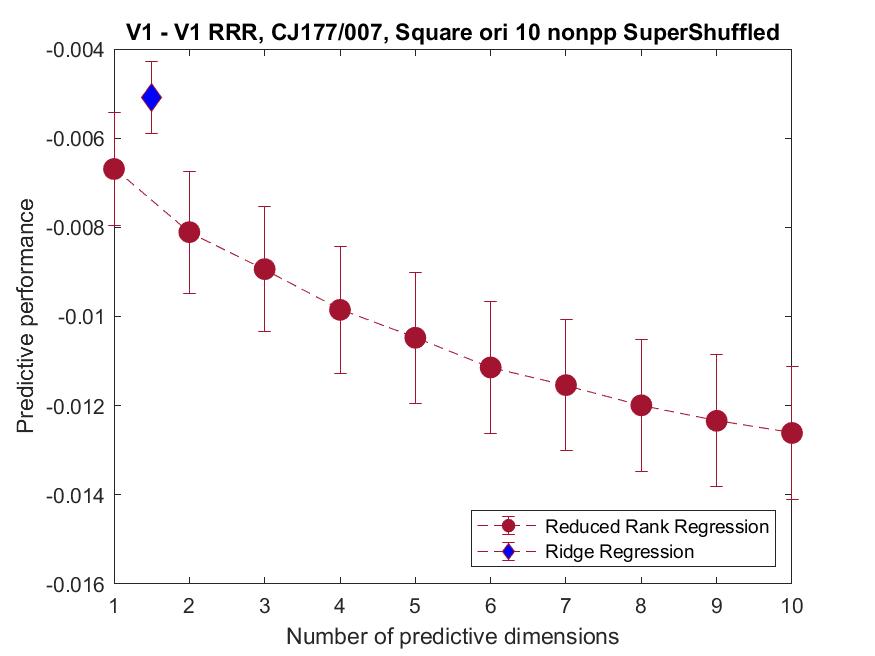 V1 - V1 RRR, CJ177/007, Square ori 10 nonpp SuperShuffled
-0.004
-0.006
-0.008
-0.01
-0.012
-0.014
-0.016
Predictive performance
Reduced Rank Regression
Ridge Regression
1 2 3 4 5 6 7 8 9 10
Number of predictive dimensions